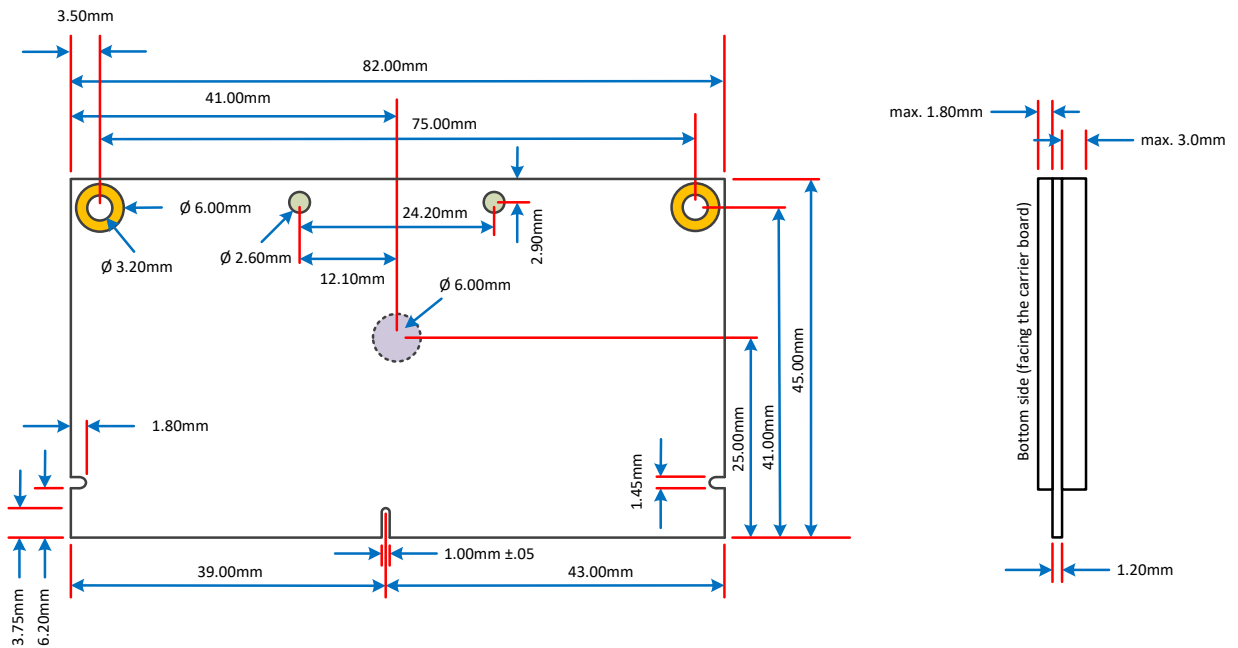 3.50mm
82.00mm
41.00mm
75.00mm
max. 1.80mm
max. 3.0mm
Ø 6.00mm
24.20mm
2.90mm
Ø 3.20mm
Ø 2.60mm
12.10mm
Ø 6.00mm
45.00mm
41.00mm
25.00mm
Bottom side (facing the carrier board)
1.80mm
1.45mm
1.00mm ±.05
39.00mm
43.00mm
1.20mm
3.75mm
6.20mm